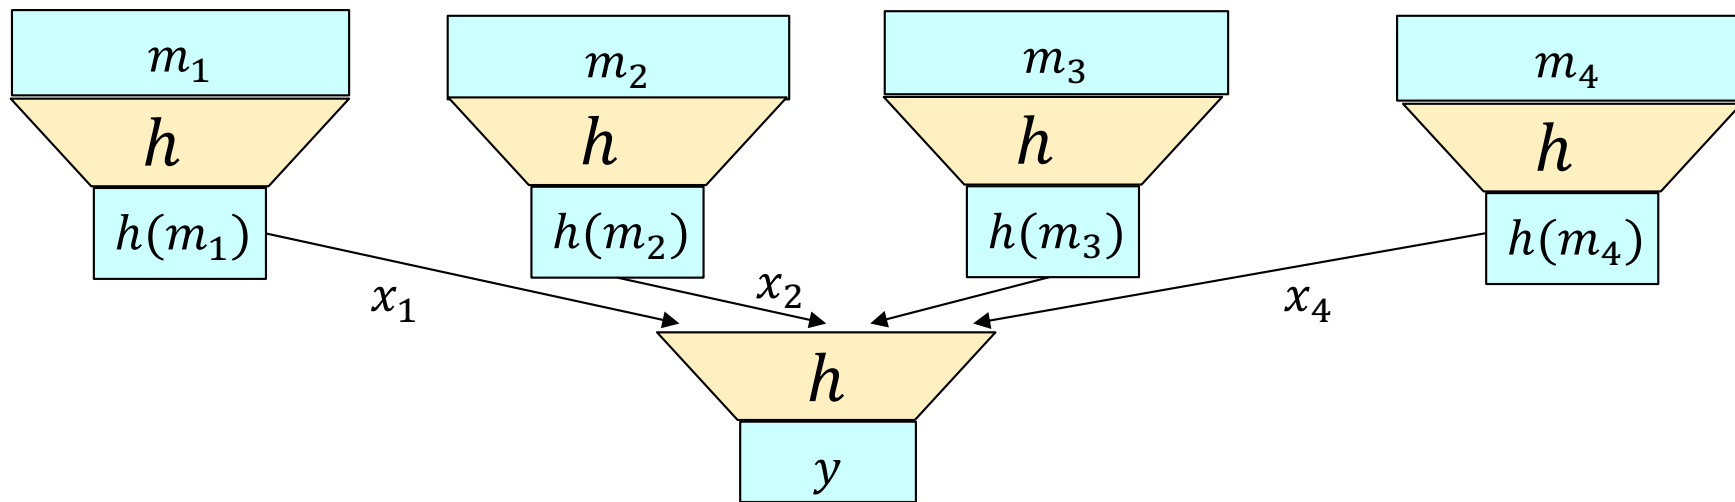 m₁ m₂ m₃ m₄
h h h h
h(m₁) h(m₂) h(m₃) h(m₄)
x₁ x₂ x₄
h
y